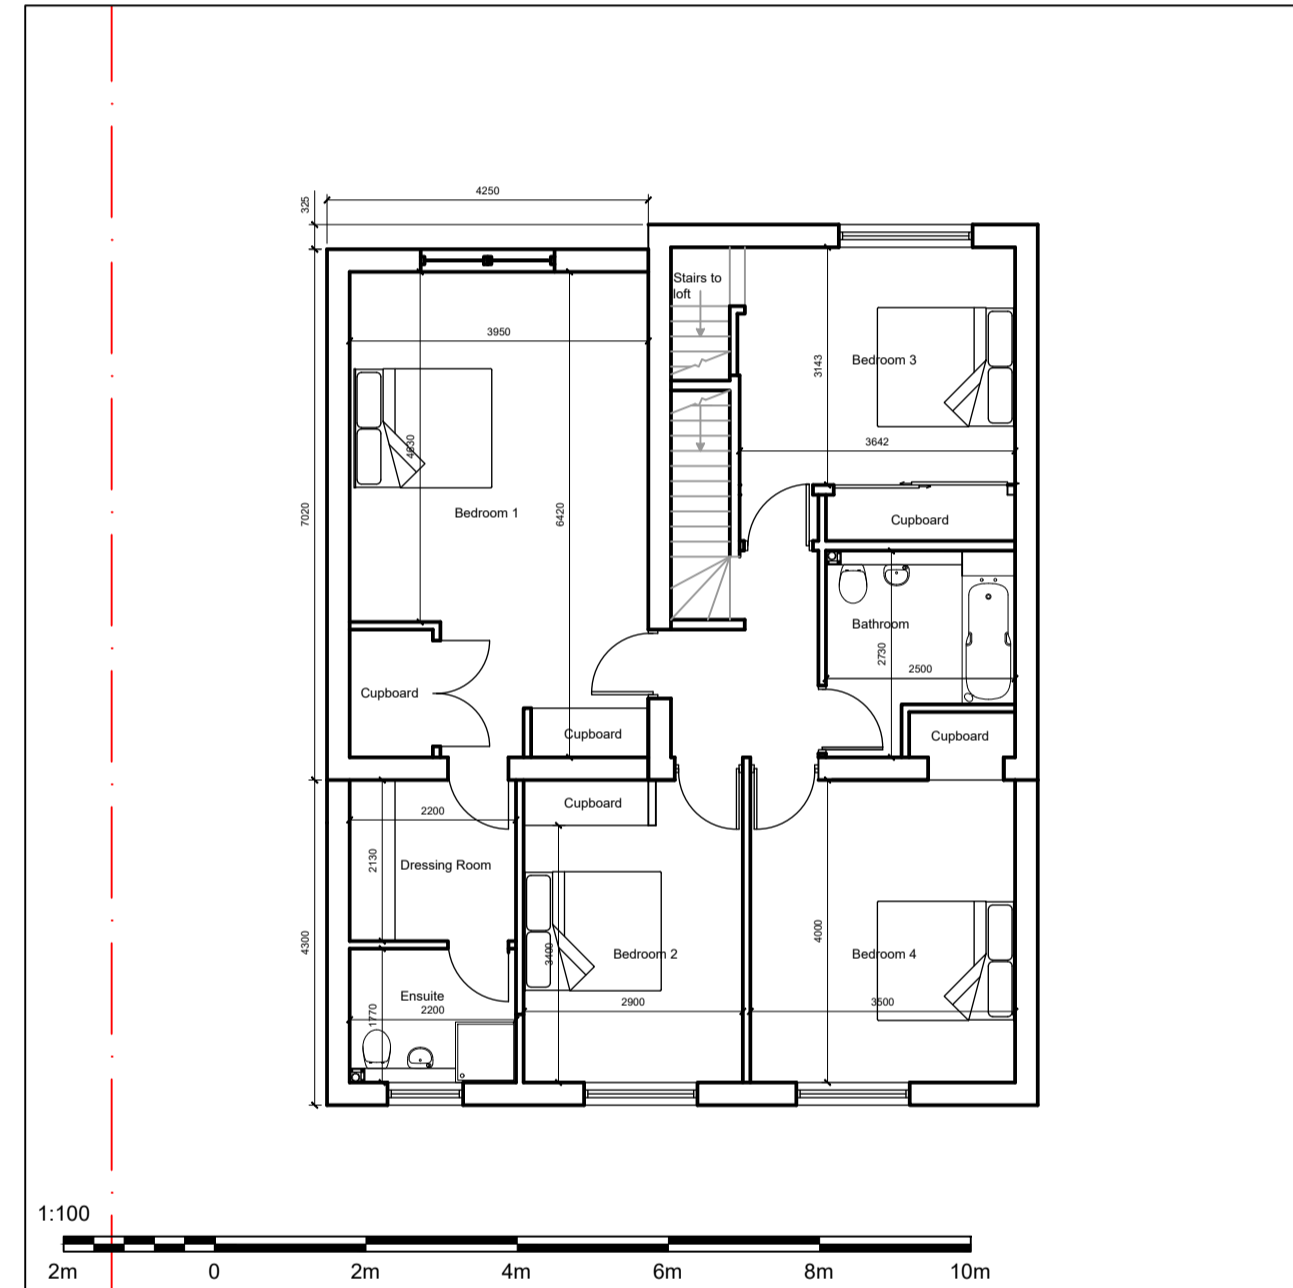 4250
325
Stairs to
loft
3950
Bedroom 3
3143
4630
3642
7020
Bedroom 1
6420
Cupboard
Bathroom
2730
2500
Cupboard
Cupboard
Cupboard
Cupboard
2200
2130
Dressing Room
4300
3400
Bedroom 2
4000
Bedroom 4
Ensuite
2200
1770
2900
3500
1:100
2m 0 2m 4m 6m 8m 10m